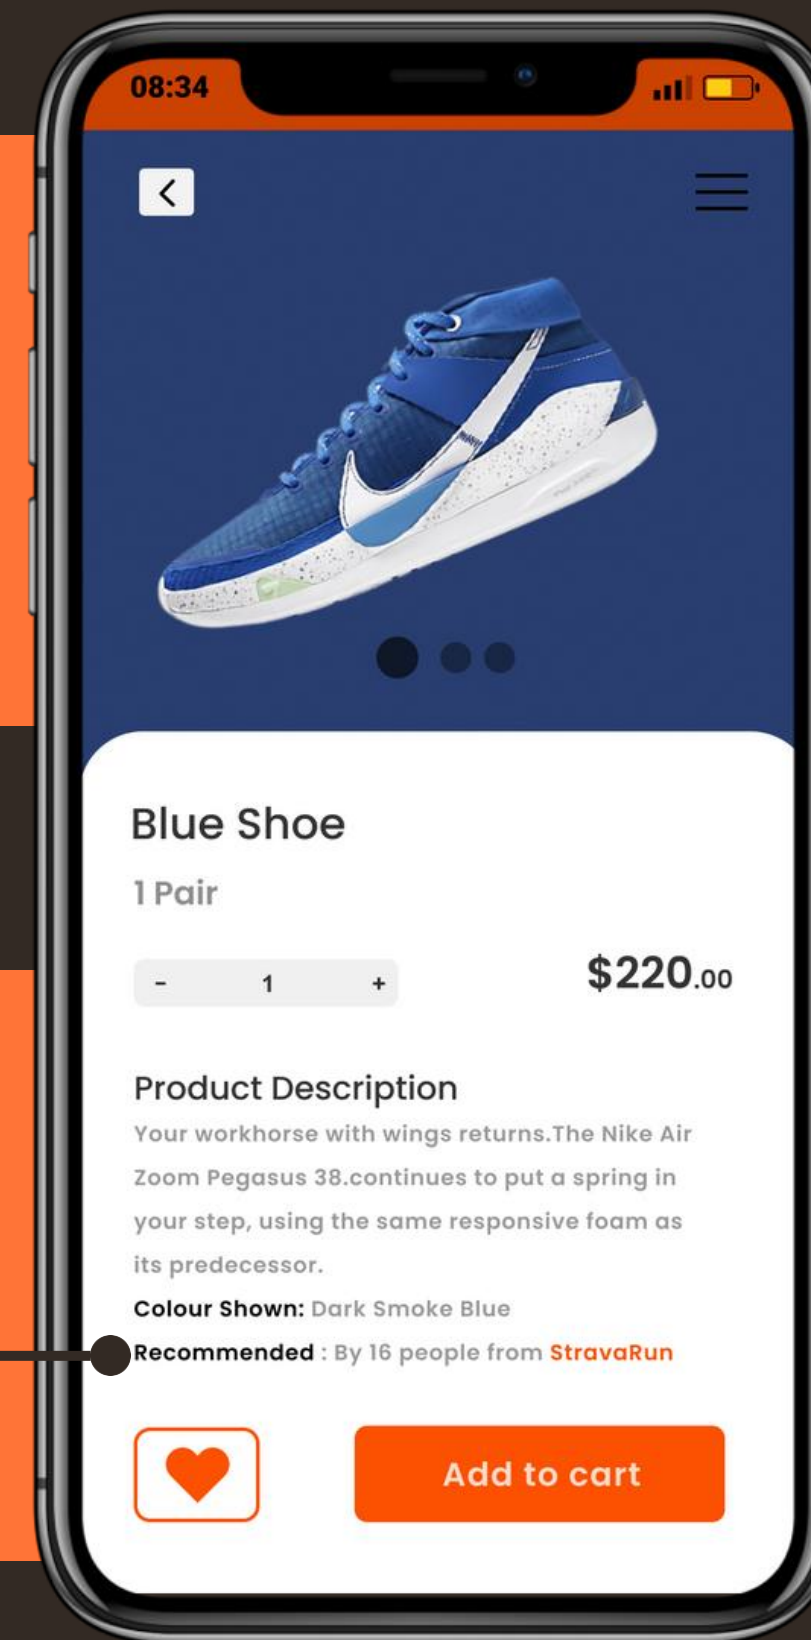 08:34
Blue Shoe
1 Pair
- 1 +
$220.00
Product Description
Your workhorse with wings returns.The Nike Air
Zoom Pegasus 38.continues to put a spring in
your step, using the same responsive foam as
its predecessor.
Colour Shown: Dark Smoke Blue
Recommended : By 16 people from StravaRun
Add to cart